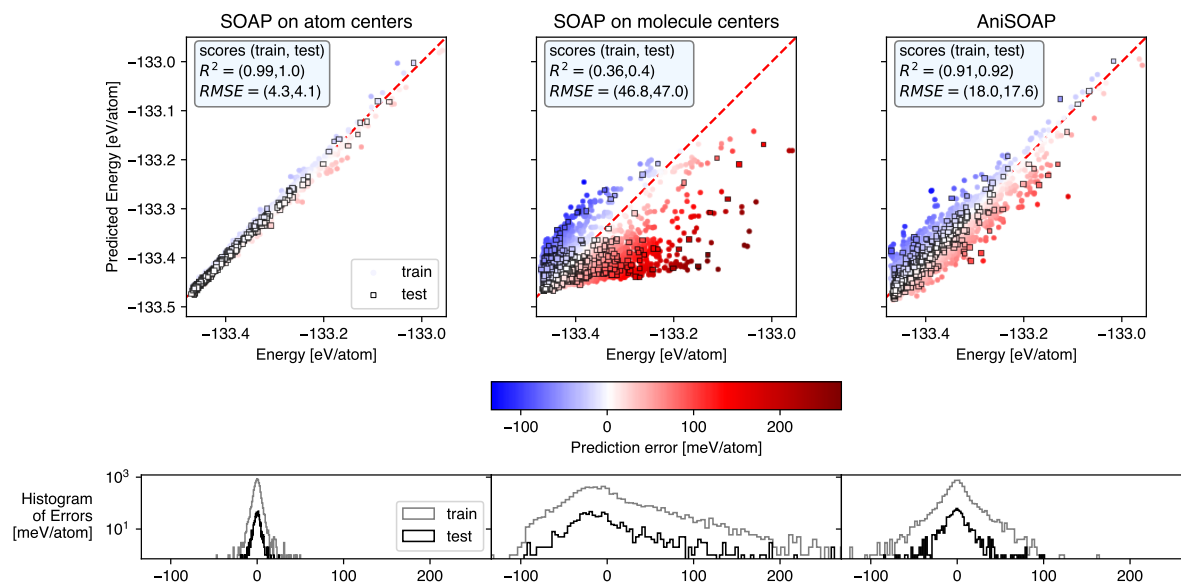 SOAP on atom centers
SOAP on molecule centers
AniSOAP
scores (train, test)
R² = (0.99,1.0)
RMSE = (4.3,4.1)
scores (train, test)
R² = (0.36,0.4)
RMSE = (46.8,47.0)
scores (train, test)
R² = (0.91,0.92)
RMSE = (18.0,17.6)
Predicted Energy [eV/atom]
−133.0
−133.1
−133.2
−133.3
−133.4
−133.5
train
test
−133.4 −133.2 −133.0
−133.4 −133.2 −133.0
−133.4 −133.2 −133.0
Energy [eV/atom]
Energy [eV/atom]
Energy [eV/atom]
−100 0 100 200
Prediction error [meV/atom]
Histogram
of Errors
[meV/atom]
10³
10¹
train
test
−100 0 100 200
−100 0 100 200
−100 0 100 200